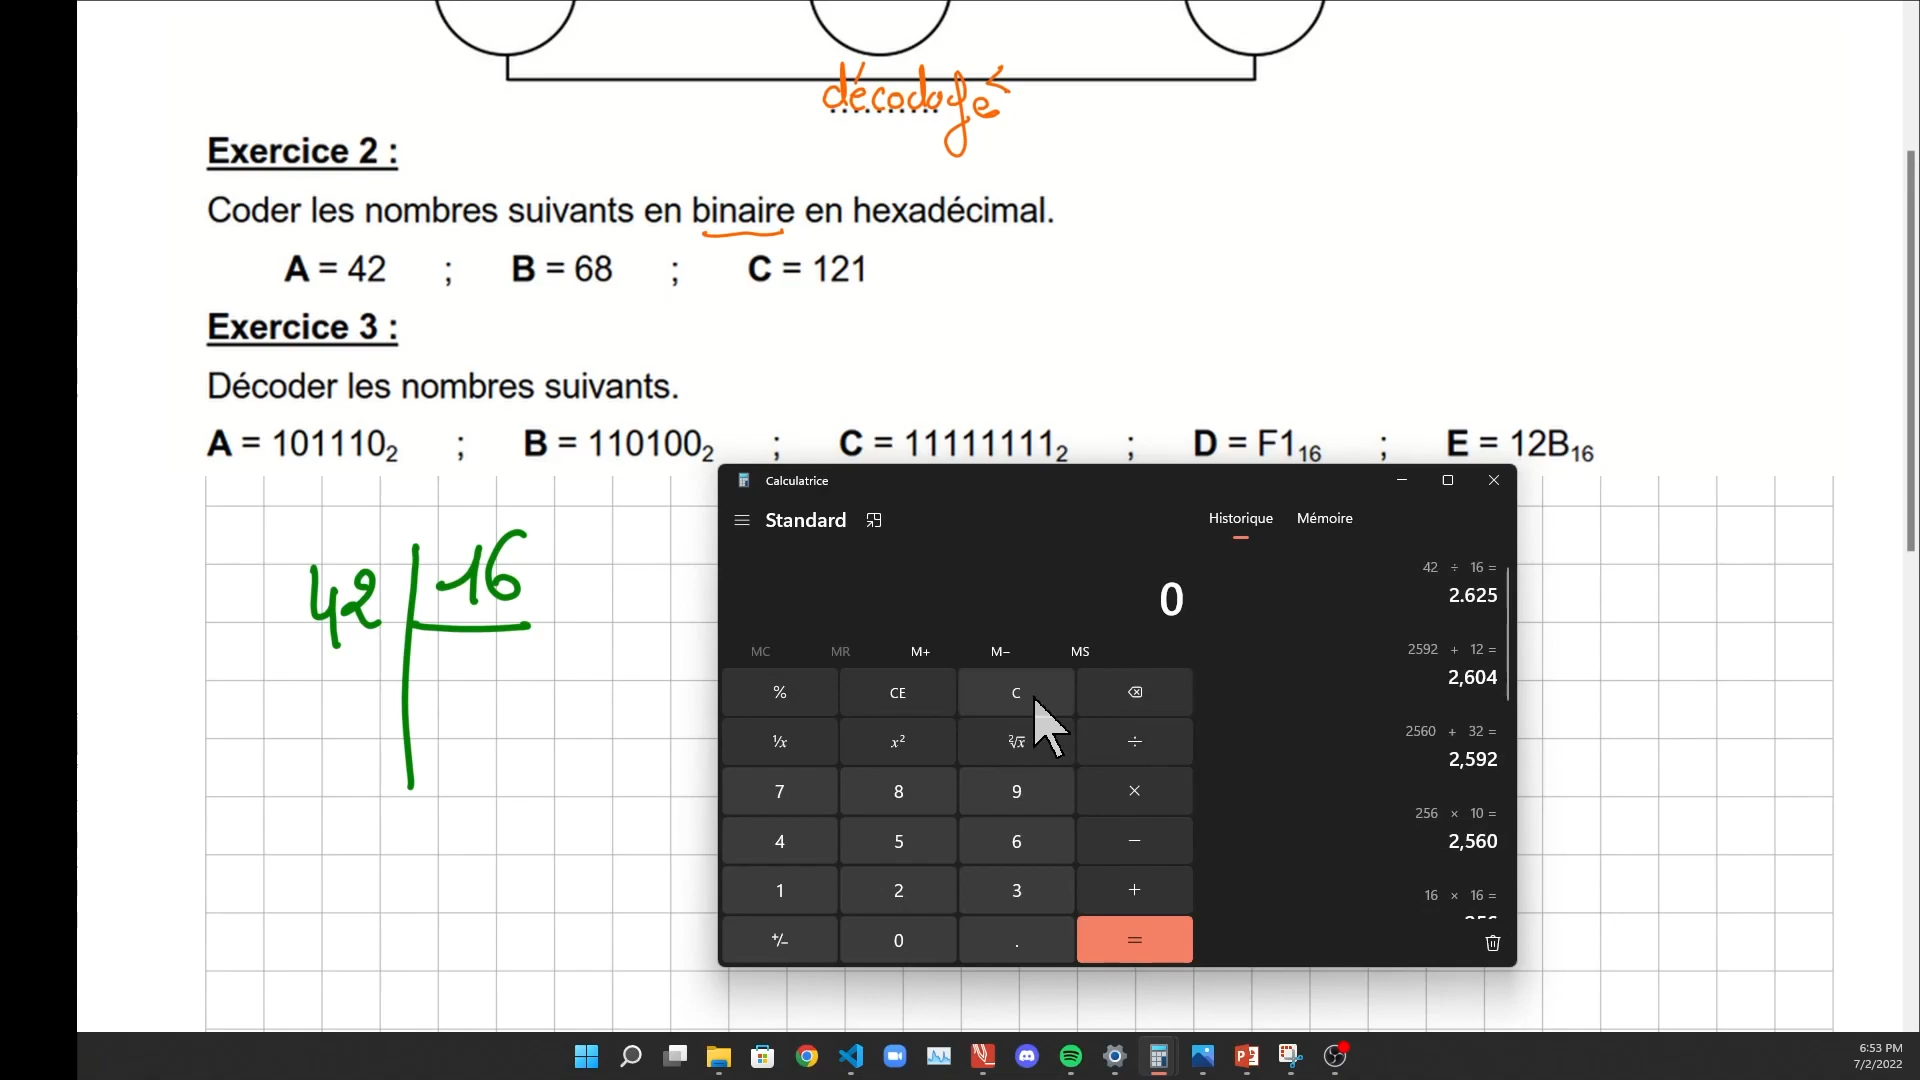 décodage
Exercice 2 :
Coder les nombres suivants en binaire en hexadécimal.
A = 42 ; B = 68 ; C = 121
Exercice 3 :
Décoder les nombres suivants.
A = 101110₂ ; B = 110100₂ ; C = 11111111₂ ; D = F1₁₆ ; E = 12B₁₆
42 16
Calculatrice
Standard
Historique Mémoire
0
MC MR M+ M− MS
% CE C
¹/x x² ²√x ÷
7 8 9 ×
4 5 6 −
1 2 3 +
+/− 0 . =
42 ÷ 16 =
2.625
2592 + 12 =
2,604
2560 + 32 =
2,592
256 × 10 =
2,560
16 × 16 =
6:53 PM
7/2/2022